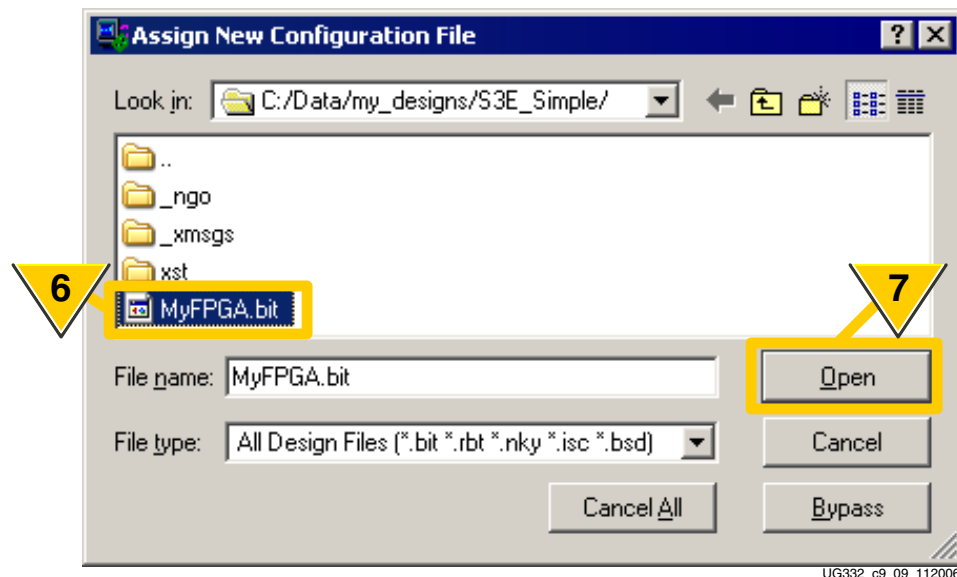 Assign New Configuration File
Look in: C:/Data/my_designs/S3E_Simple/
..
_ngo
_xmsgs
xst
6
7
MyFPGA.bit
File name: MyFPGA.bit
Open
File type: All Design Files (*.bit *.rbt *.nky *.isc *.bsd)
Cancel
Cancel All
Bypass
UG332_c9_09_112006